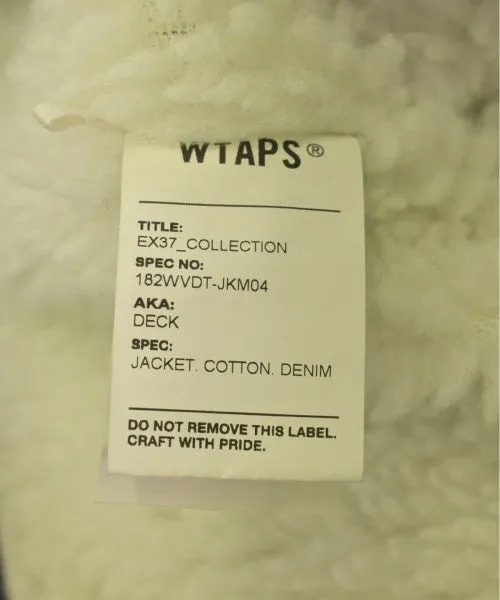 WTAPS®
TITLE:
EX37_COLLECTION
SPEC NO:
182WVDT-JKM04
AKA:
DECK
SPEC:
JACKET. COTTON. DENIM
DO NOT REMOVE THIS LABEL.
CRAFT WITH PRIDE.